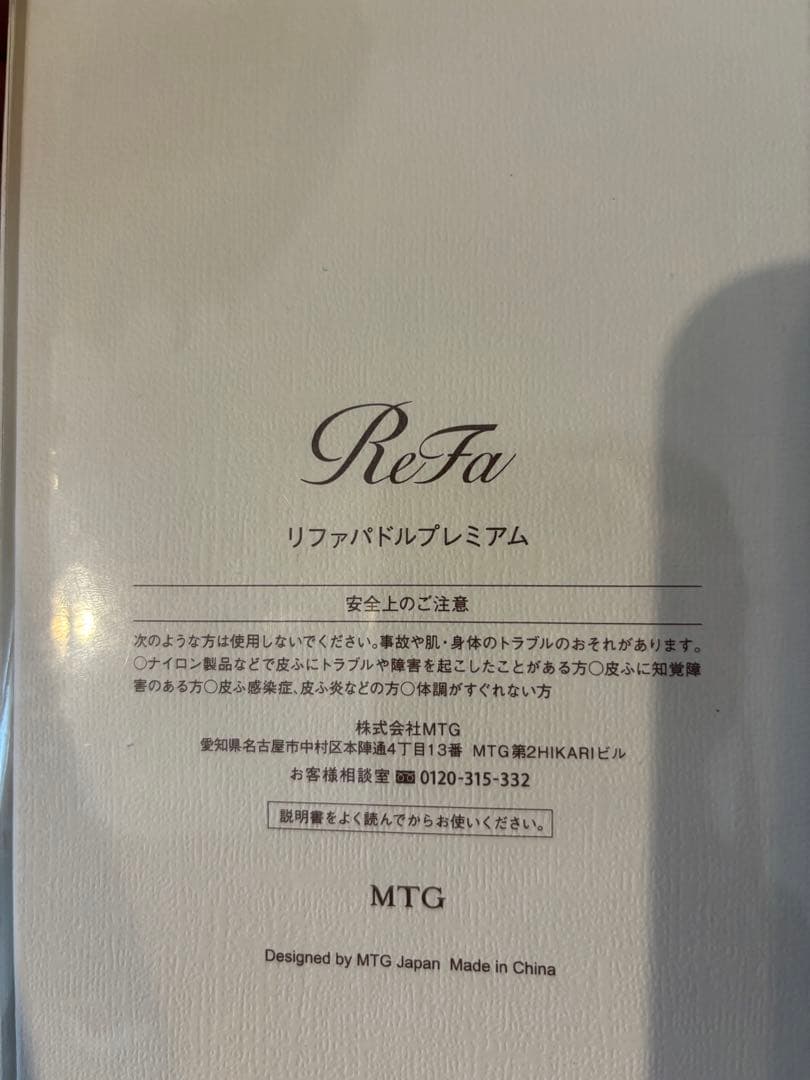 ReFa
リファパドルプレミアム
安全上のご注意
次のような方は使用しないでください。事故や肌・身体のトラブルのおそれがあります。
○ナイロン製品などで皮ふにトラブルや障害を起こしたことがある方○皮ふに知覚障
害のある方○皮ふ感染症、皮ふ炎などの方○体調がすぐれない方
株式会社MTG
愛知県名古屋市中村区本陣通4丁目13番 MTG第2HIKARIビル
お客様相談室 0120-315-332
説明書をよく読んでからお使いください。
MTG
Designed by MTG Japan Made in China